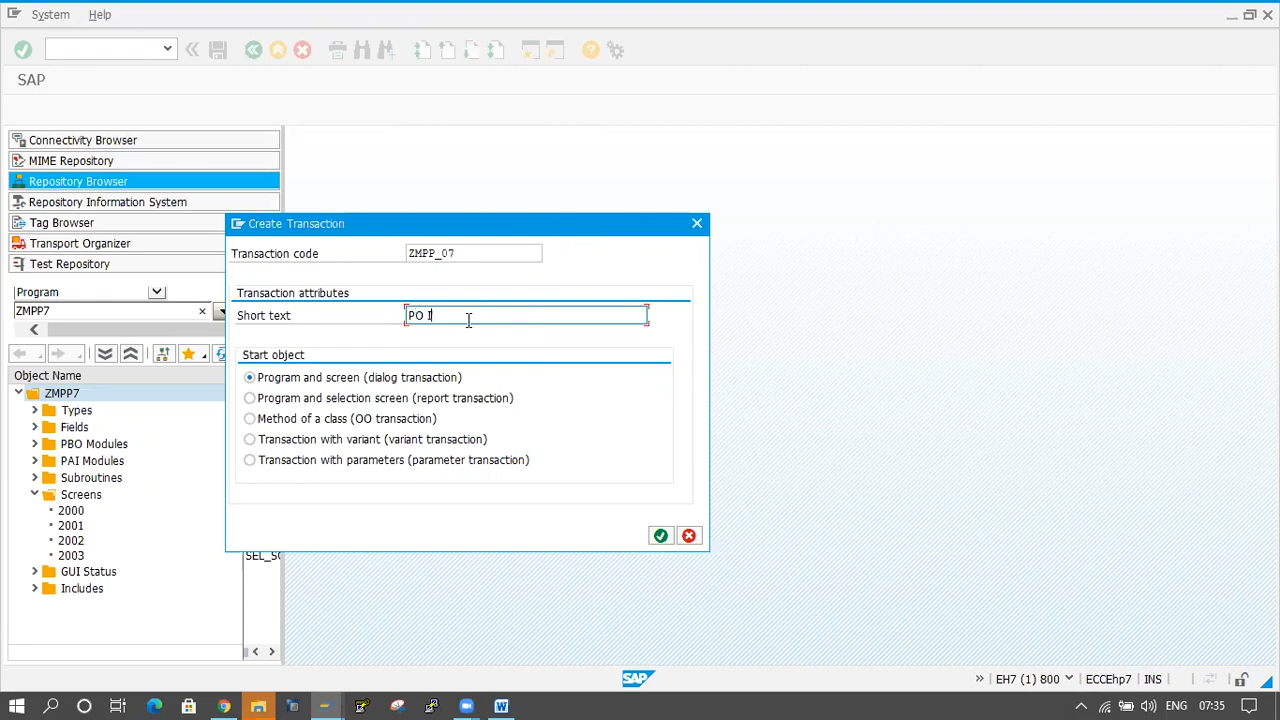 System Help
SAP
Connectivity Browser
MIME Repository
Repository Browser
Repository Information System
Tag Browser
Transport Organizer
Test Repository
Program
ZMPP7
Object Name
ZMPP7
Types
Fields
PBO Modules
PAI Modules
Subroutines
Screens
2000
2001
2002
2003
GUI Status
Includes
Create Transaction
Transaction code ZMPP_07
Transaction attributes
Short text PO I
Start object
Program and screen (dialog transaction)
Program and selection screen (report transaction)
Method of a class (OO transaction)
Transaction with variant (variant transaction)
Transaction with parameters (parameter transaction)
SAP
EH7 (1) 800
ECCEhp7
INS
ENG
07:35